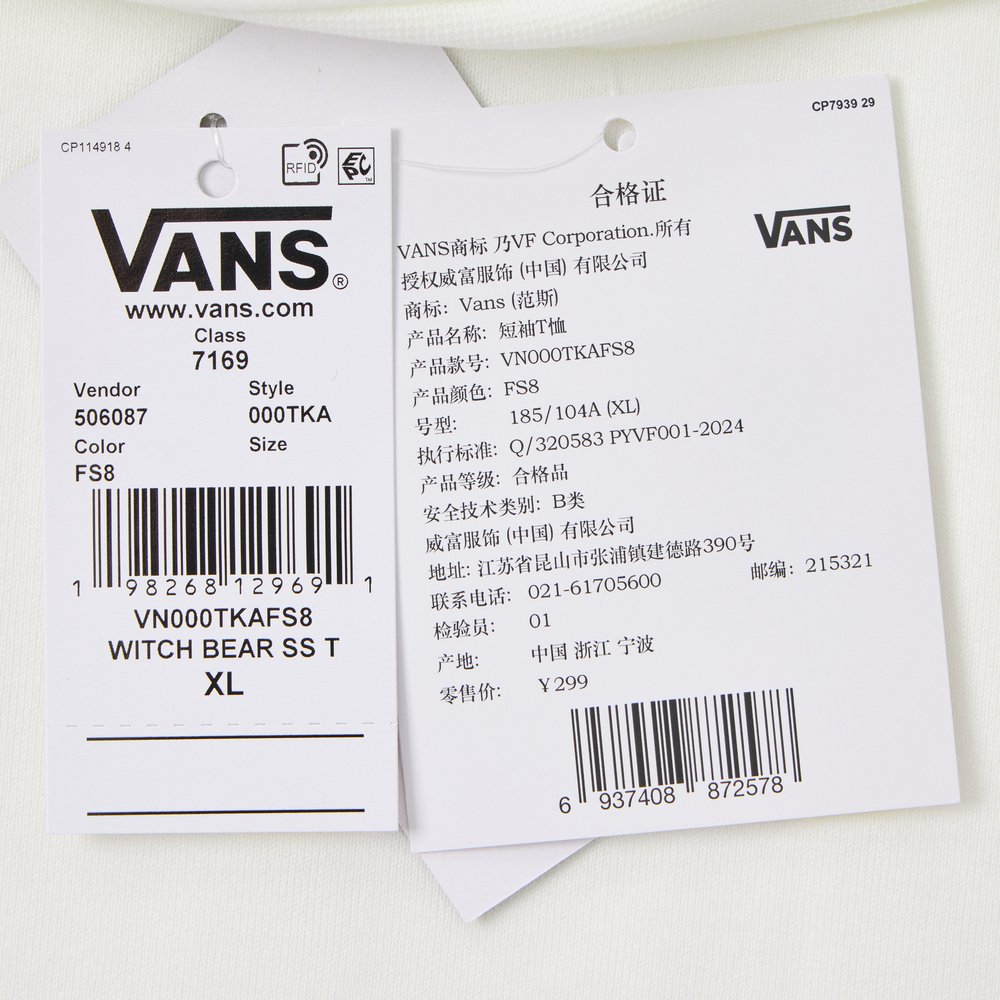 CP114918 4
RFID
EPC
TM
VANS®
www.vans.com
Class
7169
Vendor
Style
506087
000TKA
Color
Size
FS8
1 98268 12969 1
VN000TKAFS8
WITCH BEAR SS T
XL
CP7939 29
合格证
VANS
VANS商标 乃VF Corporation.所有
授权威富服饰 (中国) 有限公司
商标: Vans (范斯)
产品名称: 短袖T恤
产品款号: VN000TKAFS8
产品颜色: FS8
号型: 185/104A (XL)
执行标准: Q/320583 PYVF001-2024
产品等级: 合格品
安全技术类别: B类
威富服饰 (中国) 有限公司
地址: 江苏省昆山市张浦镇建德路390号
联系电话: 021-61705600 邮编: 215321
检验员: 01
产地: 中国 浙江 宁波
零售价: ￥299
6 937408 872578